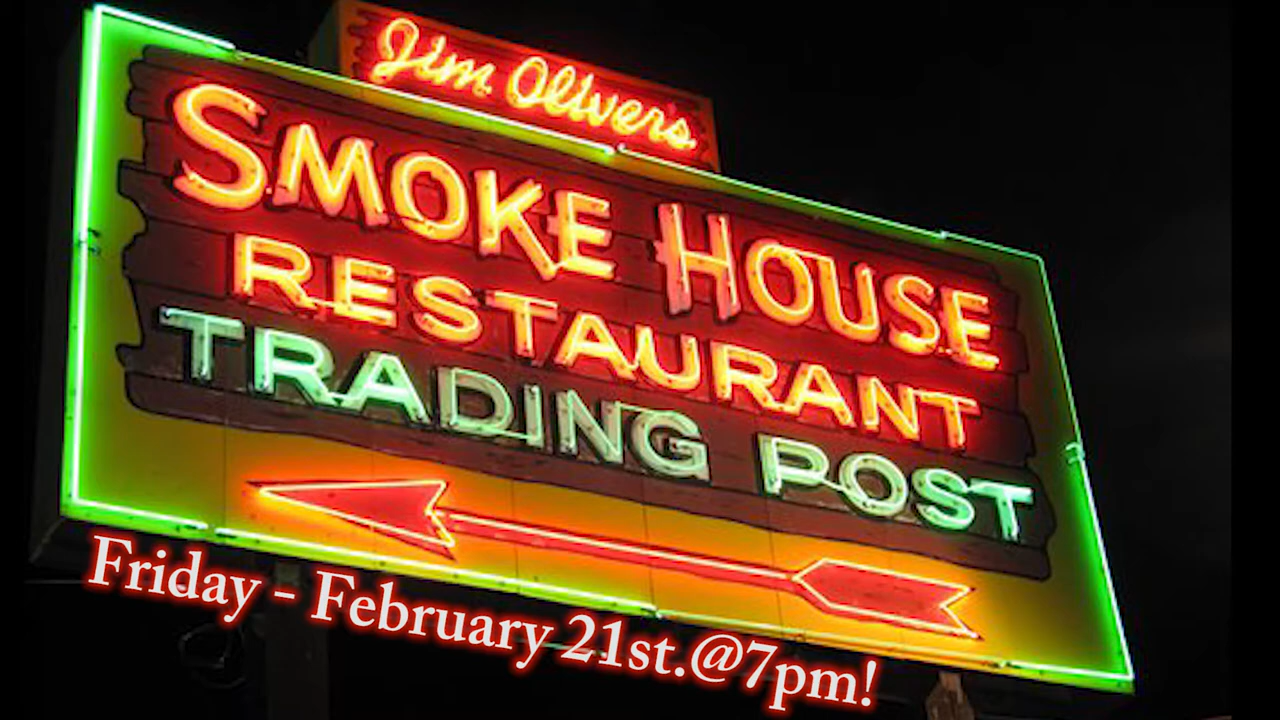 Jim Oliver's
SMOKE HOUSE
RESTAURANT
TRADING POST
Friday - February 21st.@7pm!